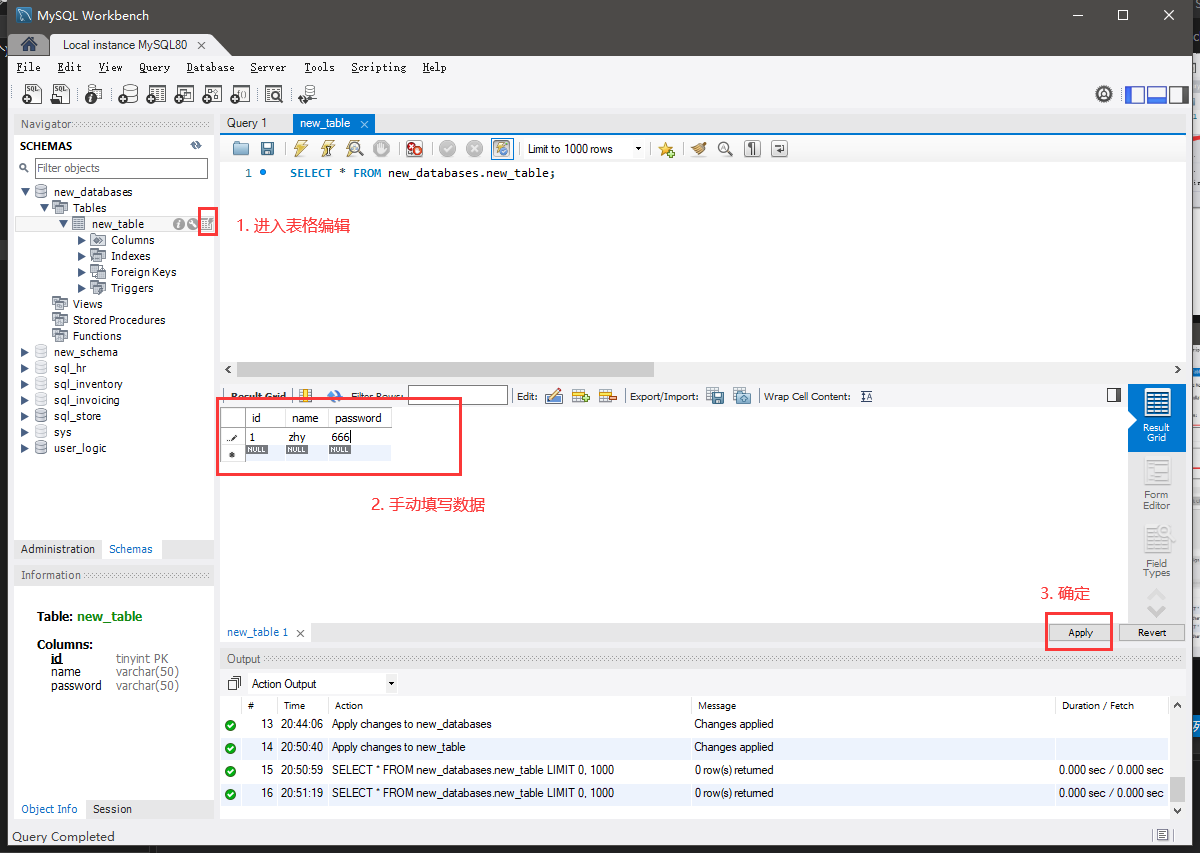 MySQL Workbench
Local instance MySQL80
File Edit View Query Database Server Tools Scripting Help
Navigator
SCHEMAS
Filter objects
new_databases
Tables
new_table
Columns
Indexes
Foreign Keys
Triggers
Views
Stored Procedures
Functions
new_schema
sql_hr
sql_inventory
sql_invoicing
sql_store
sys
user_logic
Administration Schemas
Information
Table: new_table
Columns:
id tinyint PK
name varchar(50)
password varchar(50)
Object Info Session
Query 1 new_table
Limit to 1000 rows
1 SELECT * FROM new_databases.new_table;
1. 进入表格编辑
Result Grid Filter Rows: Edit: Export/Import: Wrap Cell Content: IA
id name password
1 zhy 666
NULL NULL NULL
2. 手动填写数据
Result Grid
Form Editor
Field Types
3. 确定
new_table 1 Apply Revert
Output
Action Output
# Time Action Message Duration / Fetch
13 20:44:06 Apply changes to new_databases Changes applied
14 20:50:40 Apply changes to new_table Changes applied
15 20:50:59 SELECT * FROM new_databases.new_table LIMIT 0, 1000 0 row(s) returned 0.000 sec / 0.000 sec
16 20:51:19 SELECT * FROM new_databases.new_table LIMIT 0, 1000 0 row(s) returned 0.000 sec / 0.000 sec
Query Completed